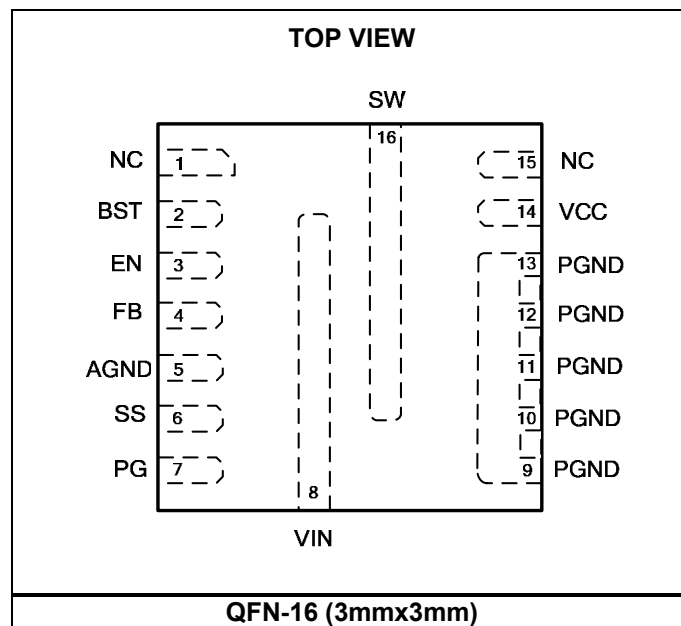 TOP VIEW
SW
16
NC 1 15 NC
BST 2 14 VCC
EN 3 13 PGND
FB 4 12 PGND
AGND 5 11 PGND
SS 6 10 PGND
PG 7 9 PGND
8
VIN
QFN-16 (3mmx3mm)